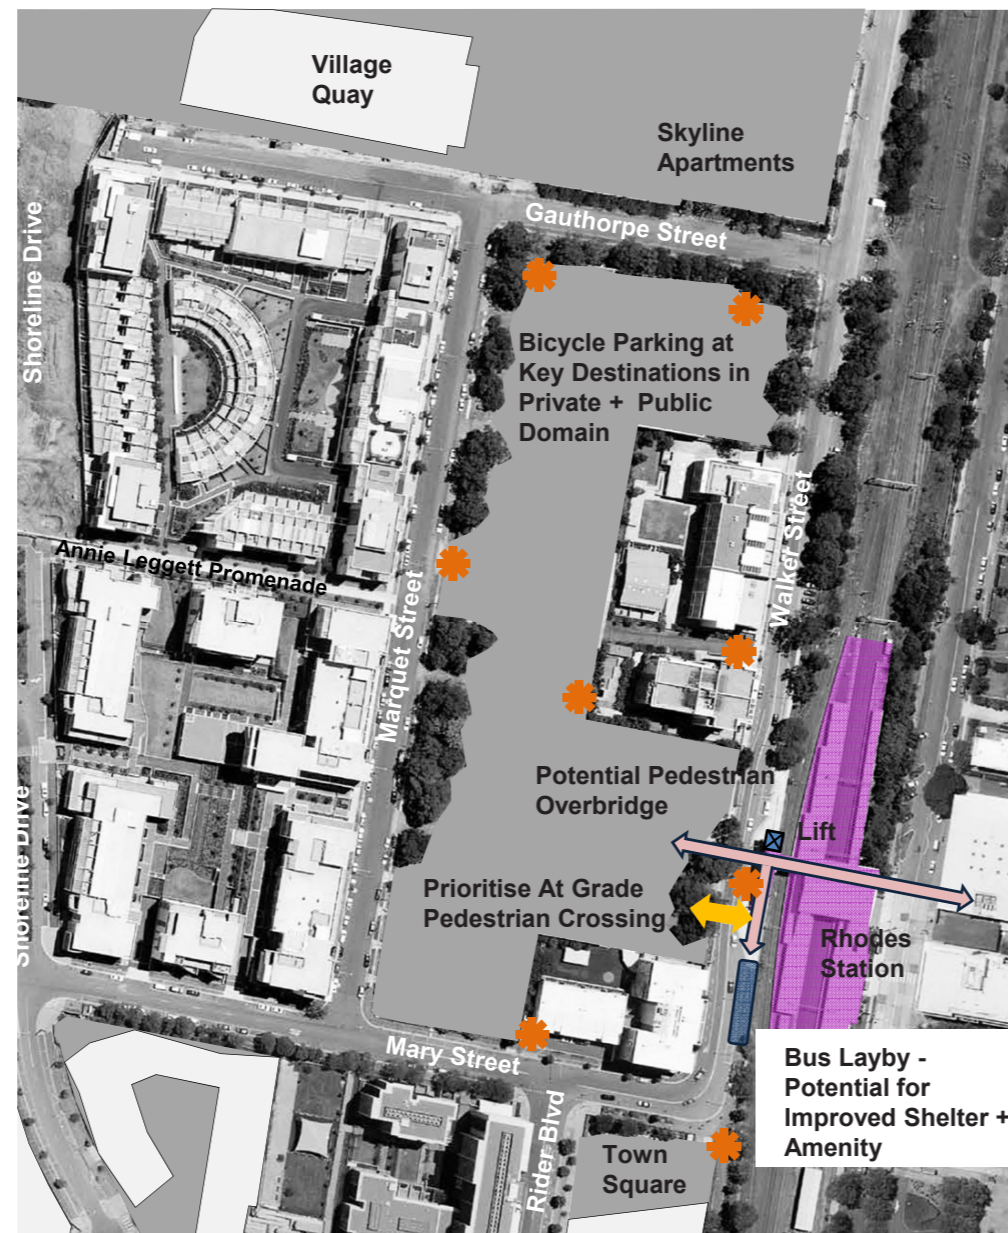 Village
Quay
Skyline
Apartments
Gauthorpe Street
Shoreline Drive
Bicycle Parking at
Key Destinations in
Private + Public
Domain
Walker Street
Annie Leggett Promenade
Marquet Street
Potential Pedestrian
Overbridge
Lift
Prioritise At Grade
Pedestrian Crossing
Shoreline Drive
Rhodes
Station
Mary Street
Bus Layby -
Potential for
Improved Shelter +
Amenity
Rider Blvd
Town
Square